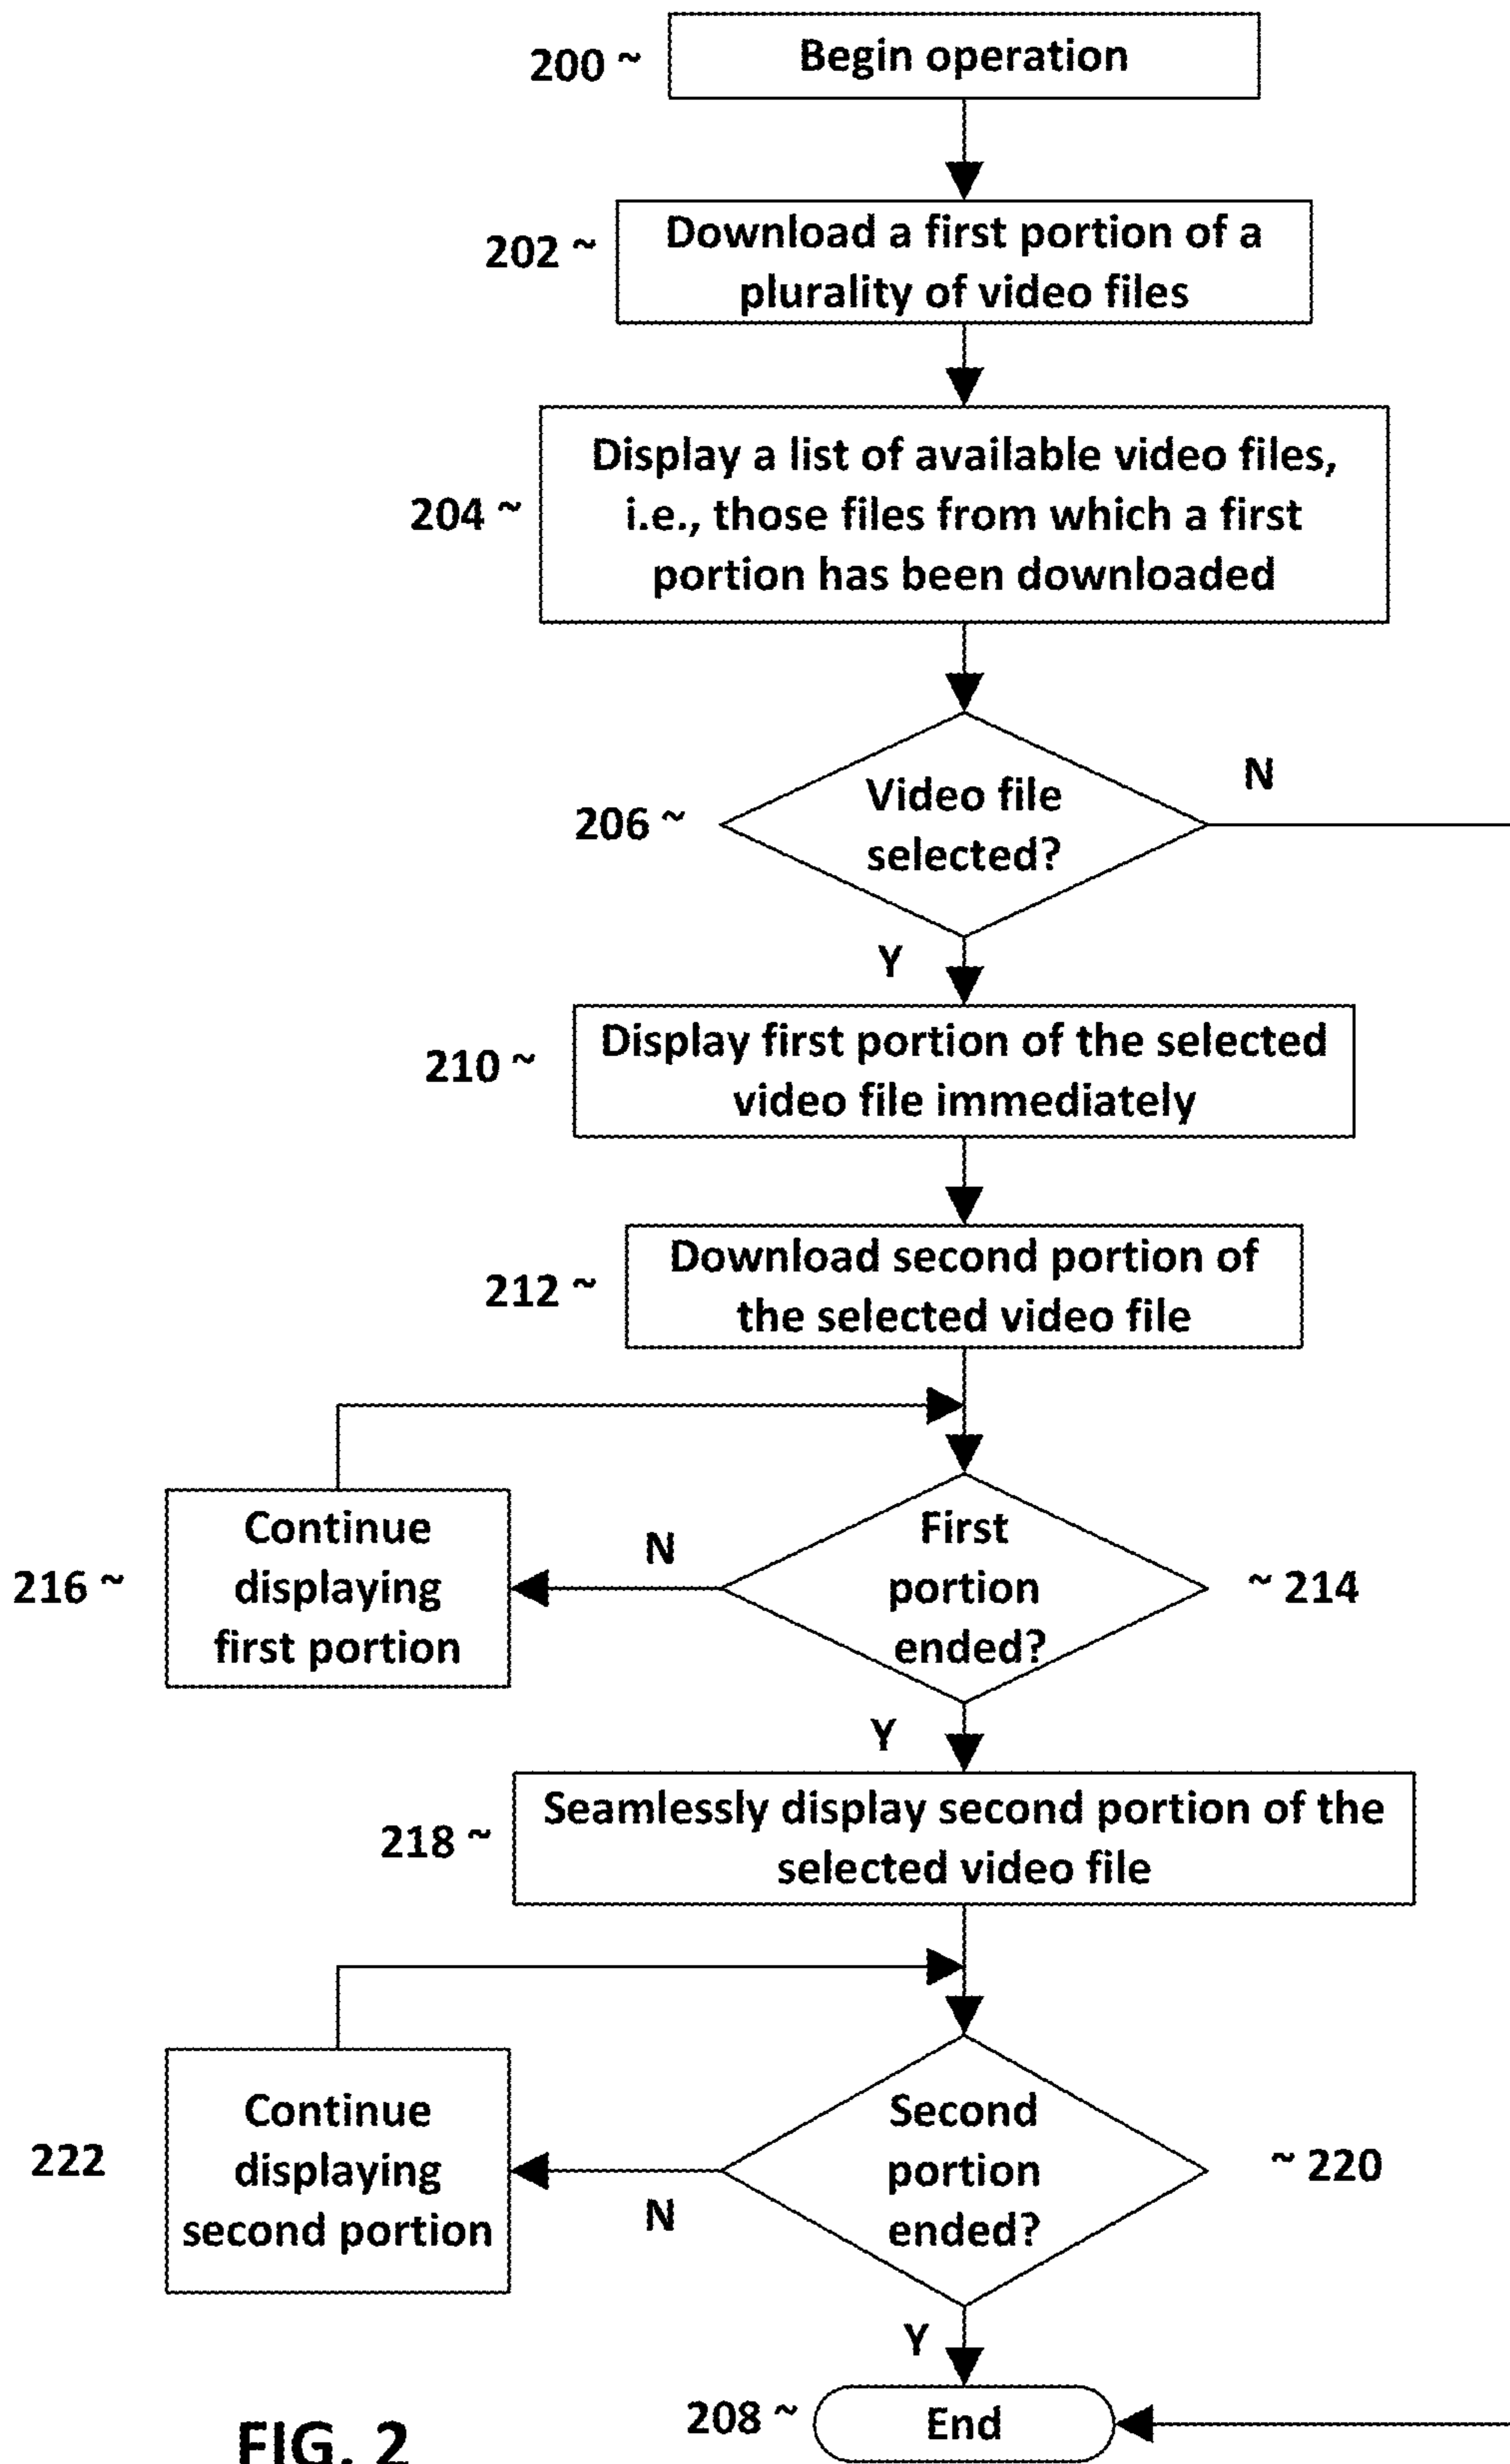 200 ~
Begin operation
202 ~
Download a first portion of a
plurality of video files
204 ~
Display a list of available video files,
i.e., those files from which a first
portion has been downloaded
206 ~
Video file
selected?
N
Y
210 ~
Display first portion of the selected
video file immediately
212 ~
Download second portion of
the selected video file
216 ~
Continue
displaying
first portion
N
First
portion
ended?
~ 214
Y
218 ~
Seamlessly display second portion of the
selected video file
222
Continue
displaying
second portion
N
Second
portion
ended?
~ 220
Y
208 ~
End
FIG. 2